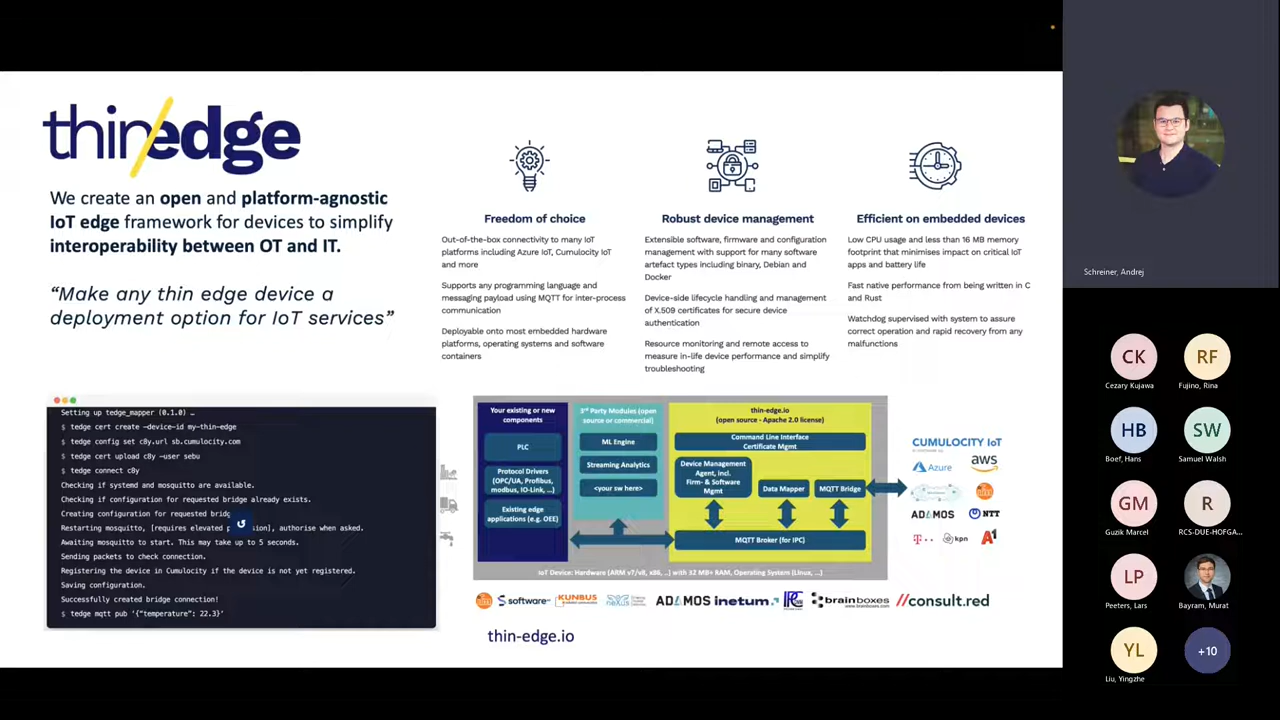 thin/edge
We create an open and platform-agnostic
IoT edge framework for devices to simplify
interoperability between OT and IT.
“Make any thin edge device a
deployment option for IoT services”
Freedom of choice
Out-of-the-box connectivity to many IoT
platforms including Azure IoT, Cumulocity IoT
and more
Supports any programming language and
messaging payload using MQTT for inter-process
communication
Deployable onto most embedded hardware
platforms, operating systems and software
containers
Robust device management
Extensible software, firmware and configuration
management with support for many software
artefact types including binary, Debian and
Docker
Device-side lifecycle handling and management
of X.509 certificates for secure device
authentication
Resource monitoring and remote access to
measure in-life device performance and simplify
troubleshooting
Efficient on embedded devices
Low CPU usage and less than 16 MB memory
footprint that minimises impact on critical IoT
apps and battery life
Fast native performance from being written in C
and Rust
Watchdog supervised with system to assure
correct operation and rapid recovery from any
malfunctions
Setting up tedge_mapper (0.1.0) …
$ tedge cert create —device-id my-thin-edge
$ tedge config set c8y.url sb.cumulocity.com
$ tedge cert upload c8y —user sebu
$ tedge connect c8y
Checking if systemd and mosquitto are available.
Checking if configuration for requested bridge already exists.
Creating configuration for requested bridg
Restarting mosquitto, [requires elevated p sion], authorise when asked.
Awaiting mosquitto to start. This may take up to 5 seconds.
Sending packets to check connection.
Registering the device in Cumulocity if the device is not yet registered.
Saving configuration.
Successfully created bridge connection!
$ tedge mqtt pub '{"temperature": 22.3}'
Your existing or new
components
PLC
Protocol Drivers
(OPC/UA, Profibus,
modbus, IO-Link, …)
Existing edge
applications (e.g. OEE)
3rd Party Modules (open
source or commercial)
ML Engine
Streaming Analytics
<your sw here>
thin-edge.io
(open source - Apache 2.0 license)
Command Line Interface
Certificate Mgmt
Device Management
Agent, incl.
Firm- & Software
Mgmt
Data Mapper
MQTT Bridge
MQTT Broker (for IPC)
IoT Device: Hardware (ARM v7/v8, x86, ..) with 32 MB+ RAM, Operating System (Linux, …)
CUMULOCITY IoT
Azure
aws
ifm
ADAMOS
NTT
T
kpn
A1
ifm
software
KUNBUS
neXus
ADAMOS
inetum.
brainboxes
www.brainboxes.com
//consult.red
thin-edge.io
Schreiner, Andrej
CK
Cezary Kujawa
RF
Fujino, Rina
HB
Boef, Hans
SW
Samuel Walsh
GM
Guzik Marcel
R
RCS-DUE-HOFGA...
LP
Peeters, Lars
Bayram, Murat
YL
Liu, Yingzhe
+10